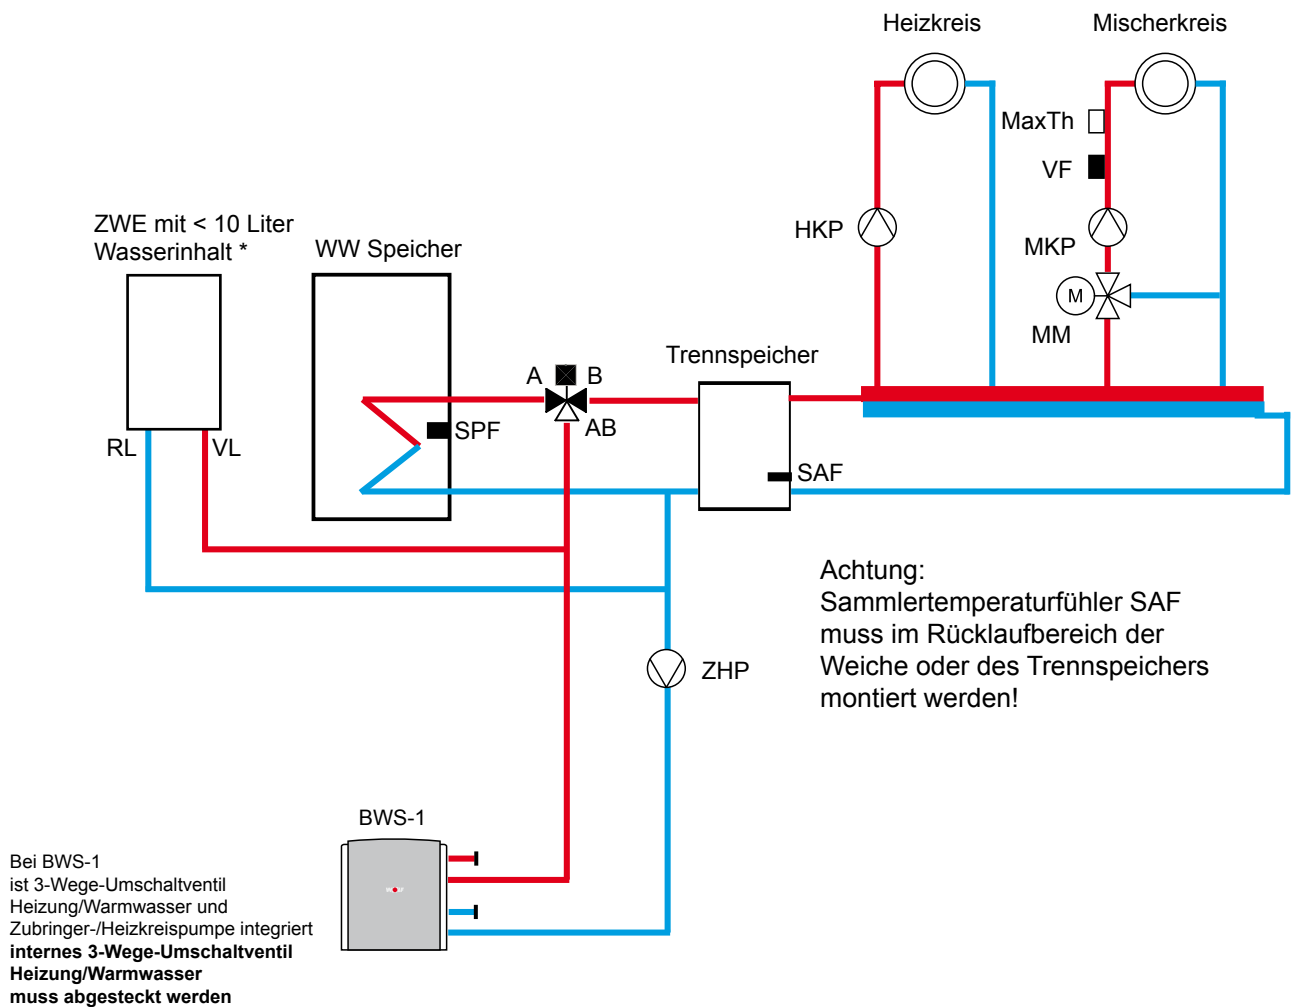 Heizkreis
Mischerkreis
MaxTh
VF
HKP
MKP
M
MM
ZWE mit < 10 Liter
Wasserinhalt *
WW Speicher
Trennspeicher
A
B
AB
SPF
SAF
RL
VL
Achtung:
Sammlertemperaturfühler SAF
muss im Rücklaufbereich der
Weiche oder des Trennspeichers
montiert werden!
ZHP
BWS-1
Bei BWS-1
ist 3-Wege-Umschaltventil
Heizung/Warmwasser und
Zubringer-/Heizkreispumpe integriert
internes 3-Wege-Umschaltventil
Heizung/Warmwasser
muss abgesteckt werden